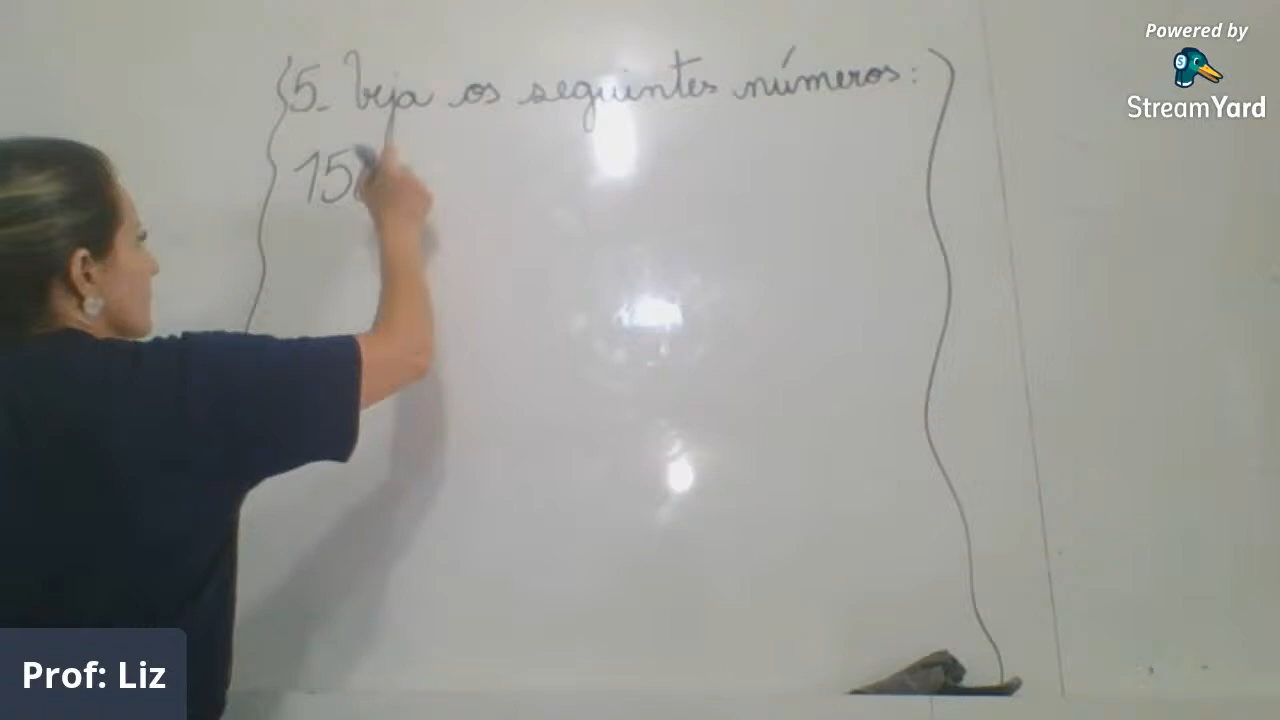 Powered by
StreamYard
5. Veja os seguintes números:
15
Prof: Liz